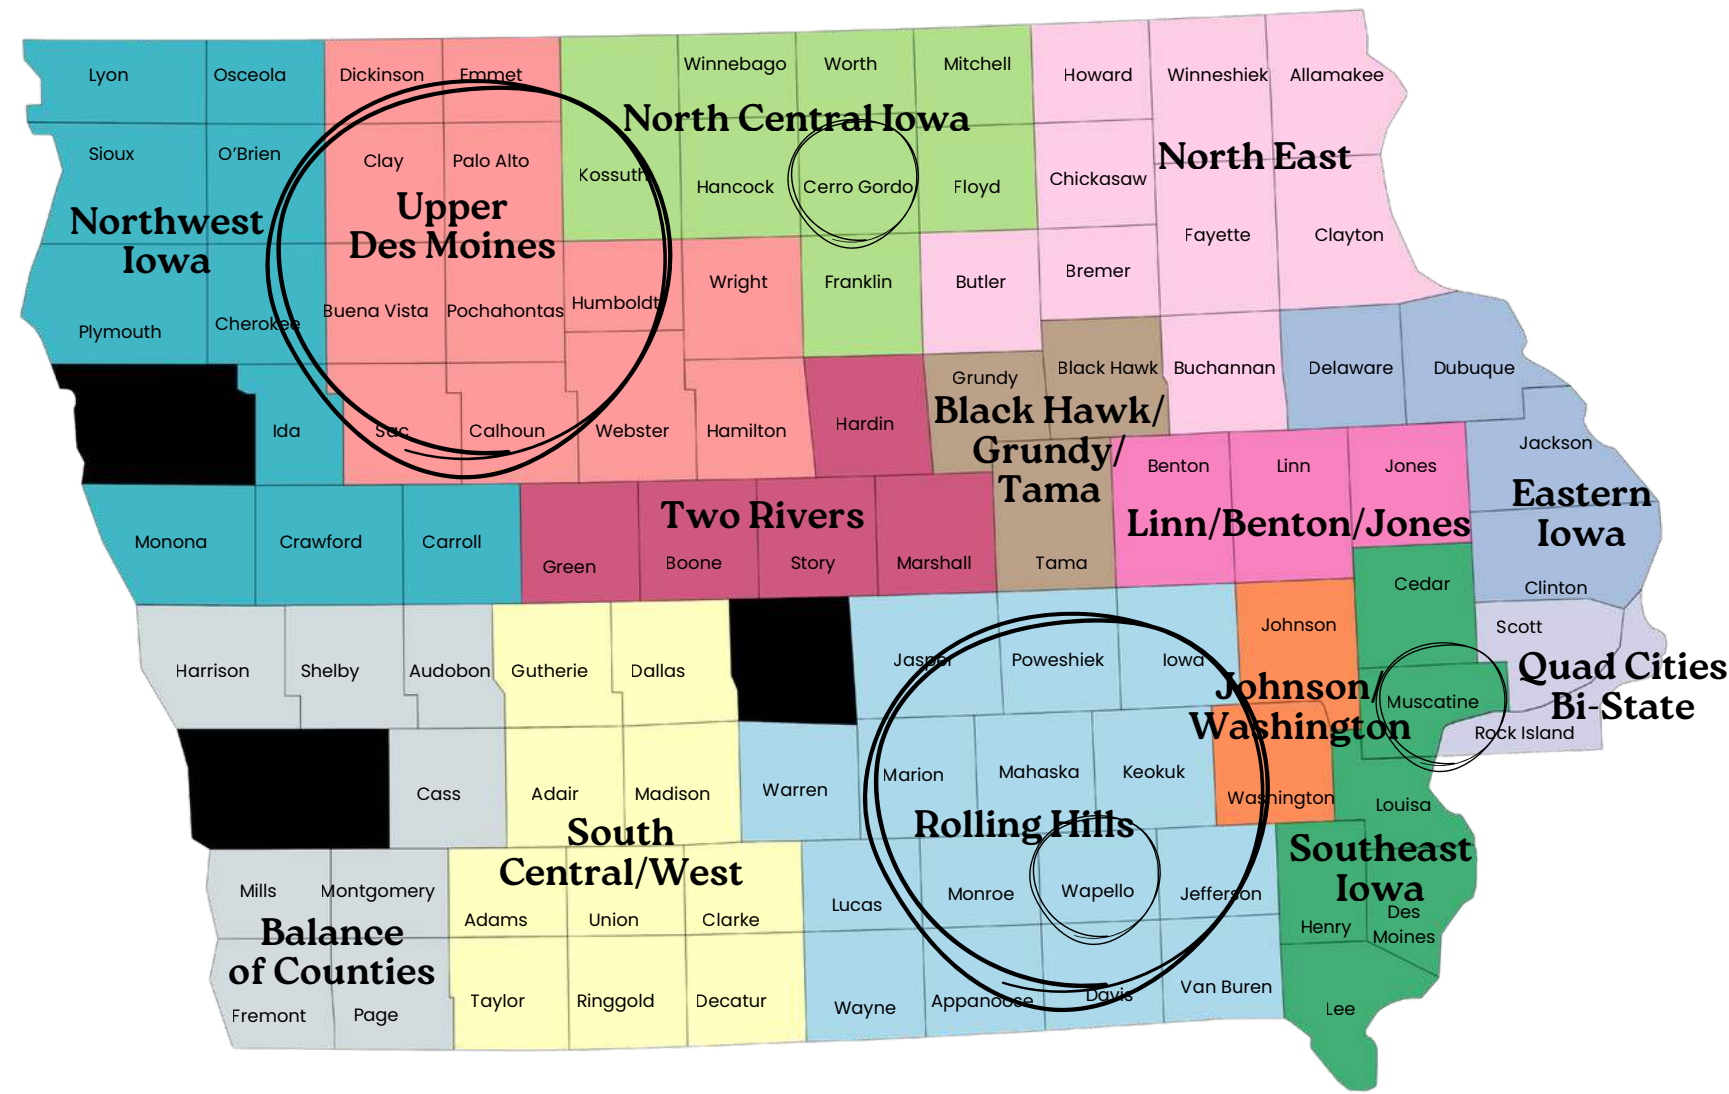 Lyon
Osceola
Dickinson
Emmet
Winnebago
Worth
Mitchell
Howard
Winneshiek
Allamakee
North Central Iowa
Sioux
O’Brien
Clay
Palo Alto
Kossuth
Hancock
Cerro Gordo
Floyd
Chickasaw
North East
Northwest
Iowa
Upper
Des Moines
Fayette
Clayton
Plymouth
Cherokee
Buena Vista
Pochahontas
Humboldt
Wright
Franklin
Butler
Bremer
Ida
Sac
Calhoun
Webster
Hamilton
Hardin
Grundy
Black Hawk
Buchannan
Delaware
Dubuque
Black Hawk/
Grundy/
Tama
Benton
Linn
Jones
Jackson
Linn/Benton/Jones
Eastern
Iowa
Monona
Crawford
Carroll
Two Rivers
Green
Boone
Story
Marshall
Tama
Cedar
Clinton
Harrison
Shelby
Audobon
Gutherie
Dallas
Jasper
Poweshiek
Iowa
Johnson
Scott
Johnson/
Washington
Muscatine
Quad Cities
Bi-State
Rock Island
Cass
Adair
Madison
Warren
Marion
Mahaska
Keokuk
Washington
Louisa
Rolling Hills
South
Central/West
Southeast
Iowa
Mills
Montgomery
Adams
Union
Clarke
Lucas
Monroe
Wapello
Jefferson
Henry
Des
Moines
Balance
of Counties
Fremont
Page
Taylor
Ringgold
Decatur
Wayne
Appanoose
Davis
Van Buren
Lee